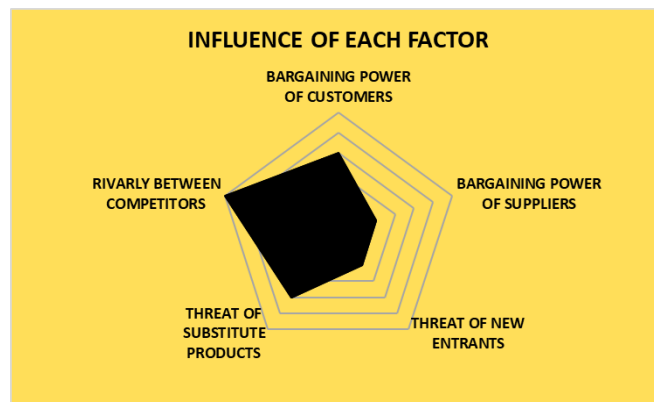 INFLUENCE OF EACH FACTOR
BARGAINING POWER
OF CUSTOMERS
RIVARLY BETWEEN
COMPETITORS
BARGAINING POWER
OF SUPPLIERS
THREAT OF
SUBSTITUTE
PRODUCTS
THREAT OF NEW
ENTRANTS